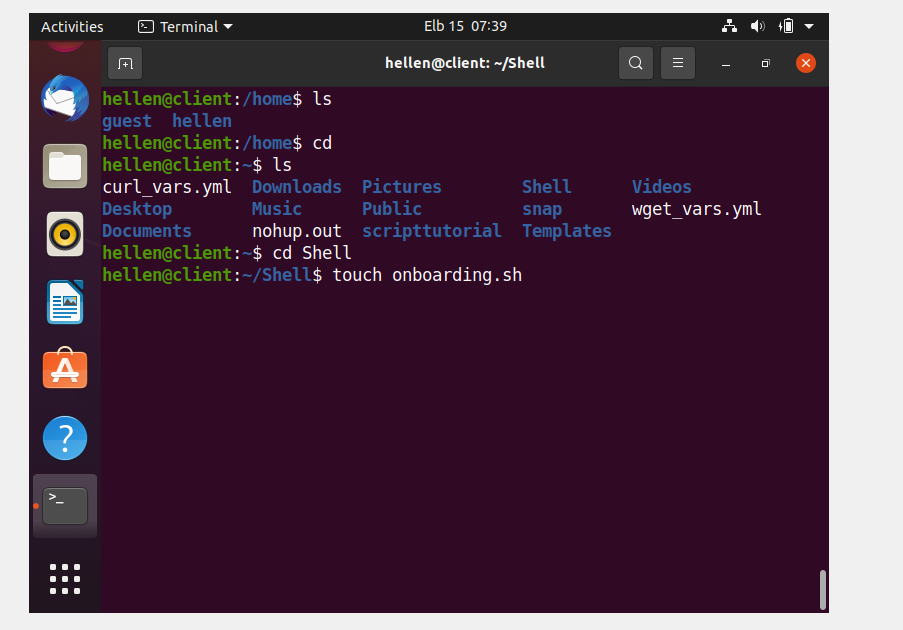 Activities Terminal Elb 15 07:39
hellen@client: ~/Shell
hellen@client:/home$ ls
guest hellen
hellen@client:/home$ cd
hellen@client:~$ ls
curl_vars.yml Downloads Pictures Shell Videos
Desktop Music Public snap wget_vars.yml
Documents nohup.out scripttutorial Templates
hellen@client:~$ cd Shell
hellen@client:~/Shell$ touch onboarding.sh
>_